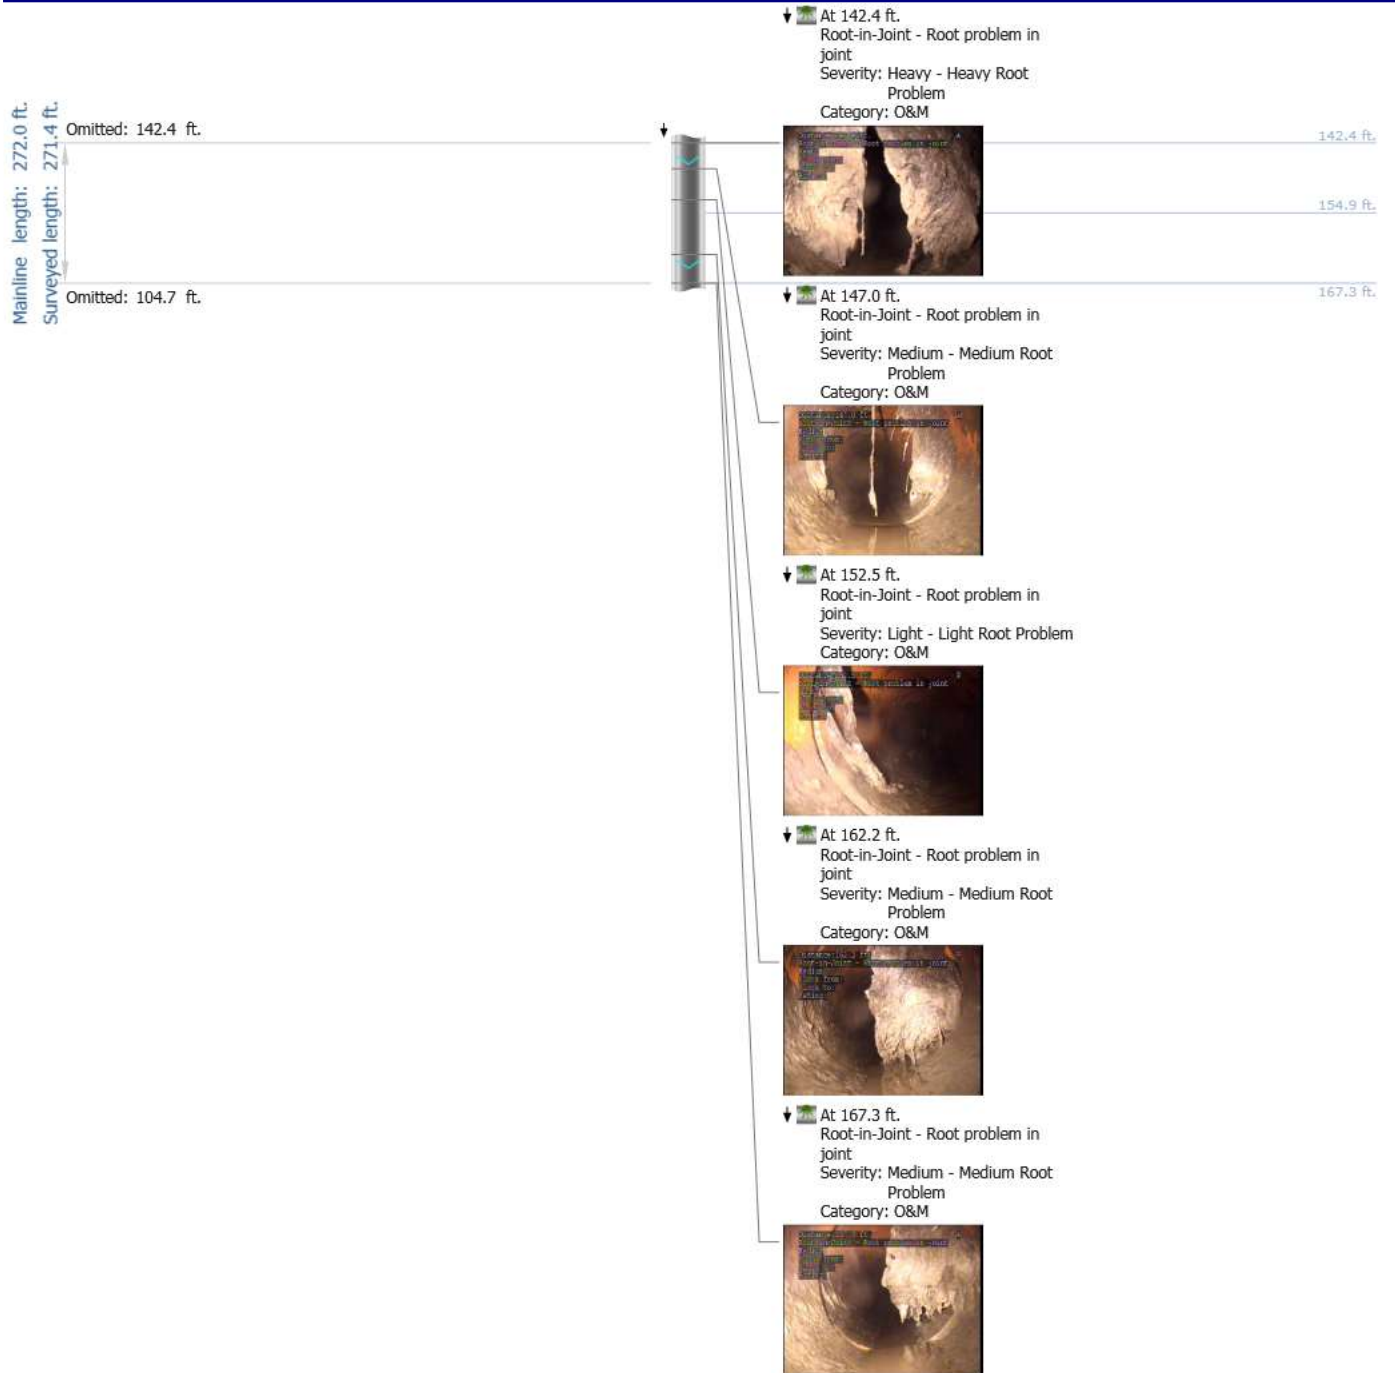 At 142.4 ft.
Root-in-Joint - Root problem in
joint
Severity: Heavy - Heavy Root
Problem
Category: O&M
Mainline length: 272.0 ft.
Surveyed length: 271.4 ft.
Omitted: 142.4 ft.
142.4 ft.
154.9 ft.
Omitted: 104.7 ft.
167.3 ft.
At 147.0 ft.
Root-in-Joint - Root problem in
joint
Severity: Medium - Medium Root
Problem
Category: O&M
At 152.5 ft.
Root-in-Joint - Root problem in
joint
Severity: Light - Light Root Problem
Category: O&M
At 162.2 ft.
Root-in-Joint - Root problem in
joint
Severity: Medium - Medium Root
Problem
Category: O&M
At 167.3 ft.
Root-in-Joint - Root problem in
joint
Severity: Medium - Medium Root
Problem
Category: O&M